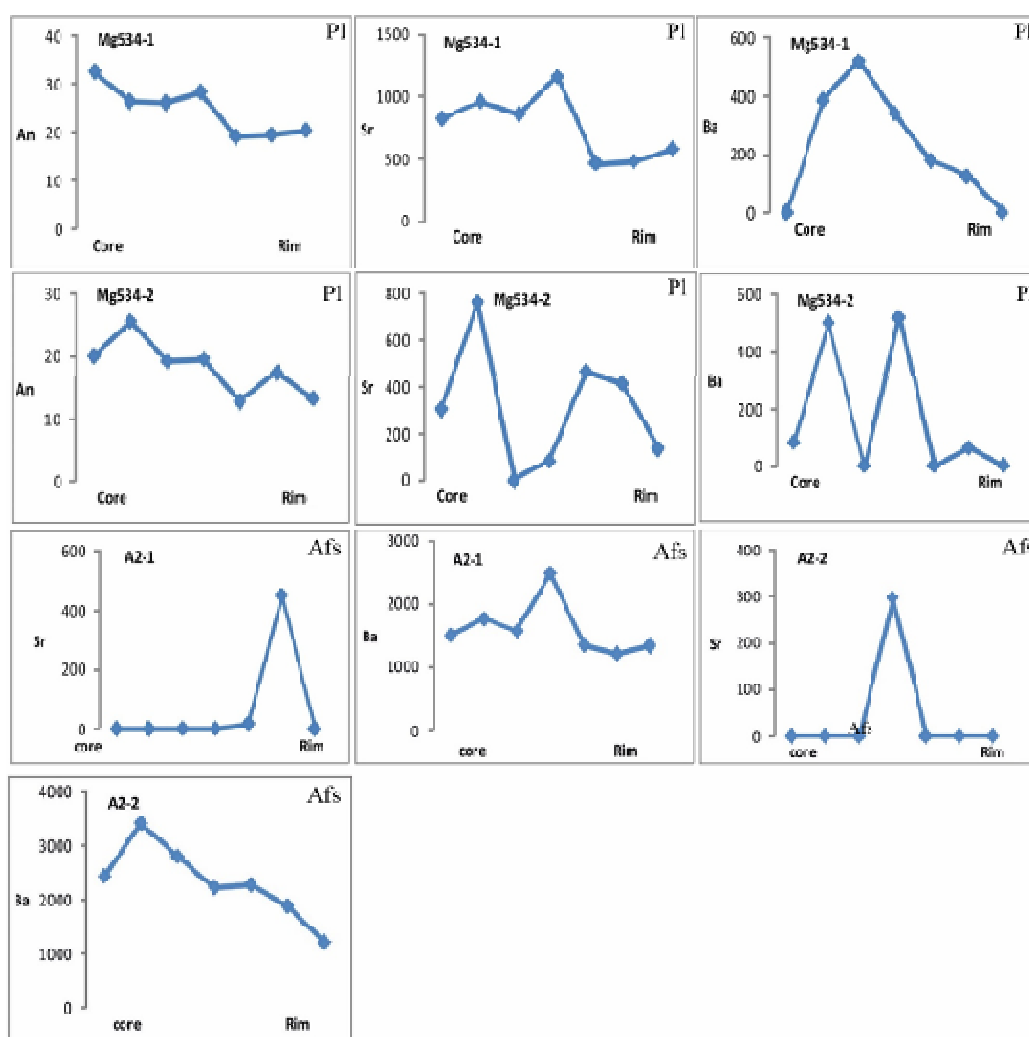 Mg534-1 Pl
40
30
An 20
10
0
Core Rim
Mg534-1 Pl
1500
1000
Sr
500
0
Core Rim
Mg534-1 Pl
600
400
Ba
200
0
Core Rim
Mg534-2 Pl
30
20
An
10
0
Core Rim
Mg534-2 Pl
800
600
Sr 400
200
0
Core Rim
Mg534-2 Pl
500
400
Ba
200
0
Core Rim
A2-1 Afs
600
400
Sr
200
0
core Rim
A2-1 Afs
3000
2000
Ba
1000
0
core Rim
A2-2 Afs
400
300
Sr 200
100
0
Afs
core Rim
A2-2 Afs
4000
3000
Ba 2000
1000
0
core Rim